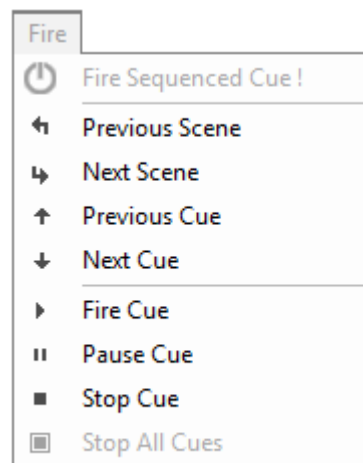 Fire
Fire Sequenced Cue !
Previous Scene
Next Scene
Previous Cue
Next Cue
Fire Cue
Pause Cue
Stop Cue
Stop All Cues